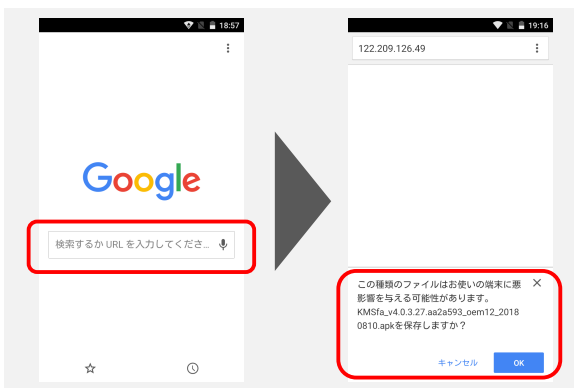 18:57
Google
検索するか URL を入力してくださ...
19:16
122.209.126.49
この種類のファイルはお使いの端末に悪
影響を与える可能性があります。
KMSfa_v4.0.3.27.aa2a593_oem12_2018
0810.apkを保存しますか？
キャンセル
OK